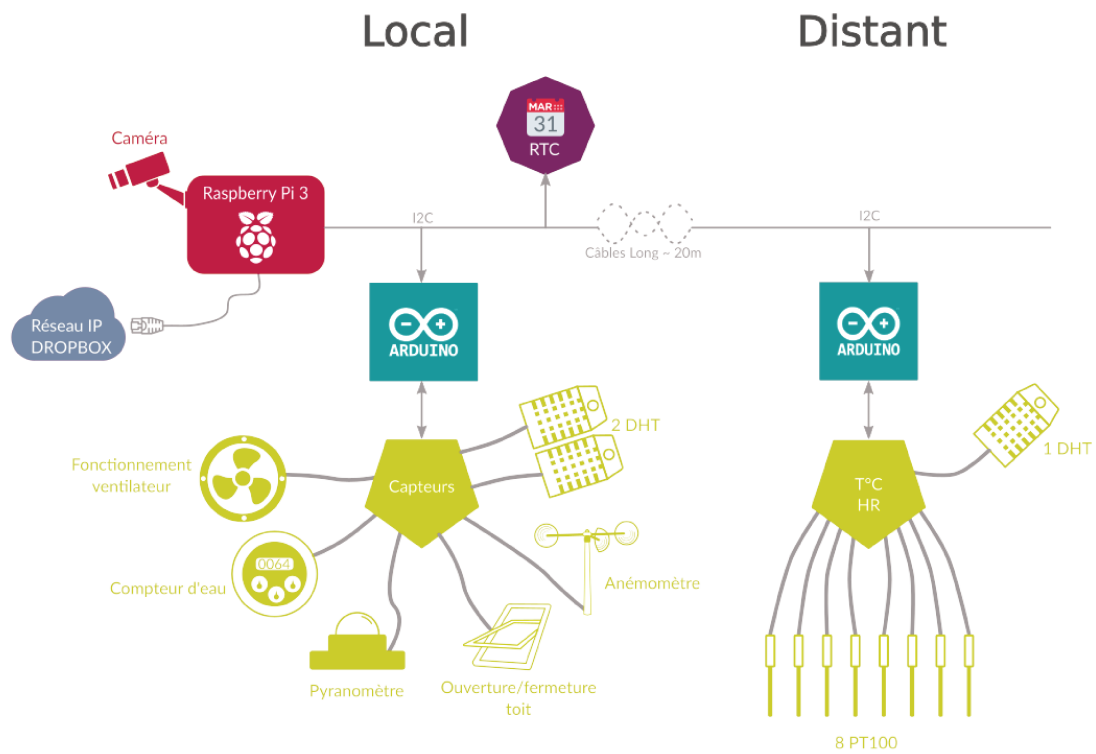 Local
Distant
MAR
31
RTC
Caméra
Raspberry Pi 3
I2C
I2C
Câbles Long ~ 20m
Réseau IP
DROPBOX
ARDUINO
ARDUINO
2 DHT
1 DHT
Fonctionnement
ventilateur
Capteurs
T°C
HR
0064
Compteur d'eau
Anémomètre
Pyranomètre
Ouverture/fermeture
toit
8 PT100